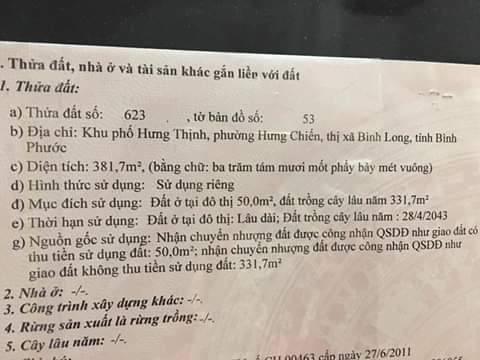 . Thửa đất, nhà ở và tài sản khác gắn liền với đất
1. Thửa đất:
a) Thửa đất số: 623 , tờ bản đồ số: 53
b) Địa chỉ: Khu phố Hưng Thịnh, phường Hưng Chiến, thị xã Bình Long, tỉnh Bình
Phước
c) Diện tích: 381,7m², (bằng chữ: ba trăm tám mươi mốt phẩy bảy mét vuông)
d) Hình thức sử dụng: Sử dụng riêng
đ) Mục đích sử dụng: Đất ở tại đô thị 50,0m², đất trồng cây lâu năm 331,7m²
e) Thời hạn sử dụng: Đất ở tại đô thị: Lâu dài; Đất trồng cây lâu năm : 28/4/2043
g) Nguồn gốc sử dụng: Nhận chuyển nhượng đất được công nhận QSDĐ như giao đất có
thu tiền sử dụng đất: 50,0m²; nhận chuyển nhượng đất được công nhận QSDĐ như
giao đất không thu tiền sử dụng đất: 331,7m²
2. Nhà ở: -/-.
3. Công trình xây dựng khác: -/-.
4. Rừng sản xuất là rừng trồng: -/-.
5. Cây lâu năm: -/-.
CH 00463 cấp ngày 27/6/2011